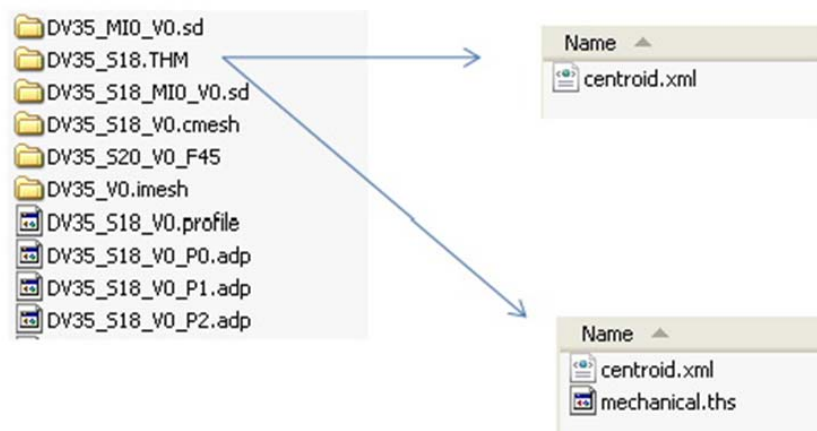 DV35_MI0_V0.sd
DV35_S18.THM
DV35_S18_MI0_V0.sd
DV35_S18_V0.cmesh
DV35_S20_V0_F45
DV35_V0.imesh
DV35_S18_V0.profile
DV35_S18_V0_P0.adp
DV35_S18_V0_P1.adp
DV35_S18_V0_P2.adp
Name
centroid.xml
Name
centroid.xml
mechanical.ths